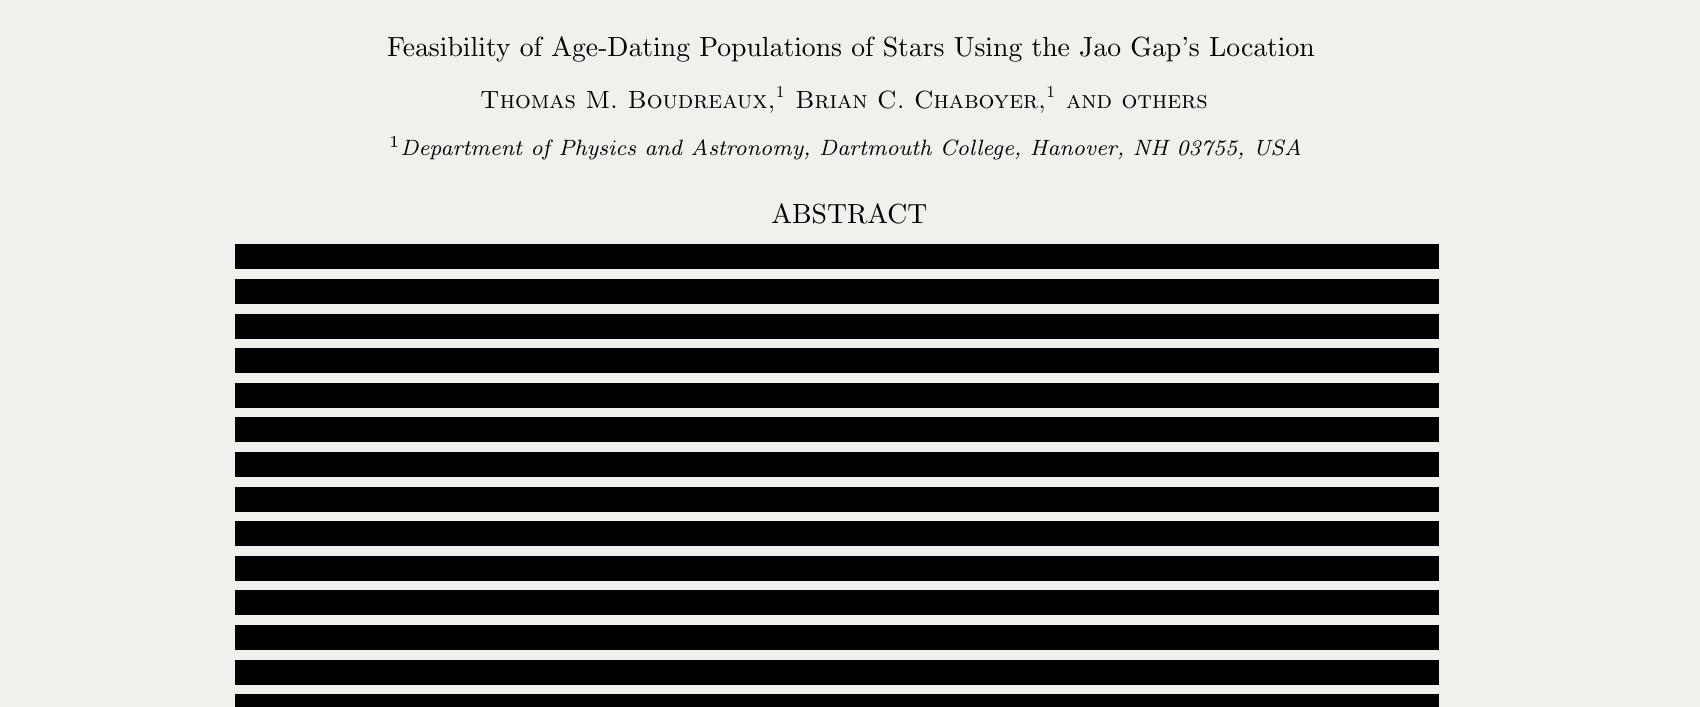 Feasibility of Age-Dating Populations of Stars Using the Jao Gap's Location
Thomas M. Boudreaux,1 Brian C. Chaboyer,1 and others
1Department of Physics and Astronomy, Dartmouth College, Hanover, NH 03755, USA
ABSTRACT